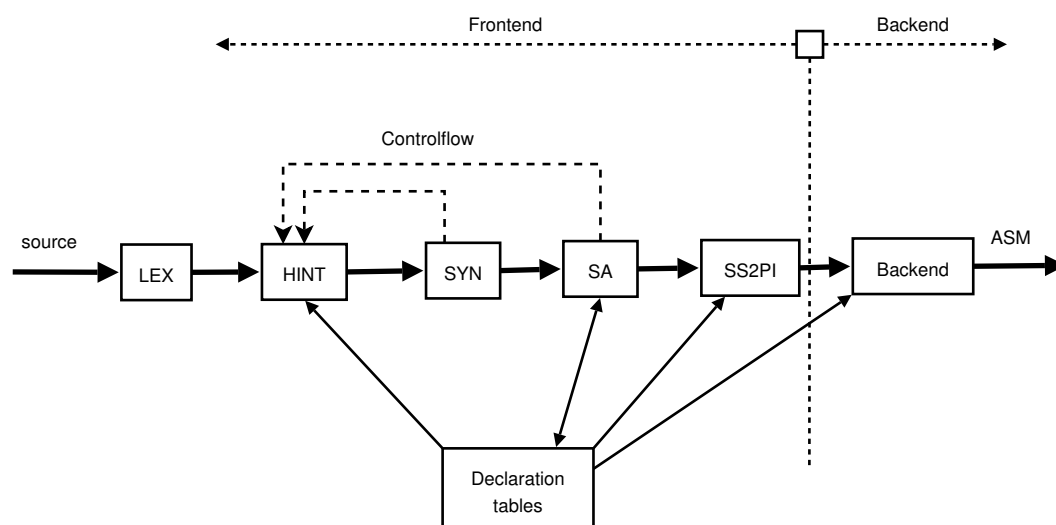 Frontend
Backend
Controlflow
source
ASM
LEX
HINT
SYN
SA
SS2PI
Backend
Declaration
tables